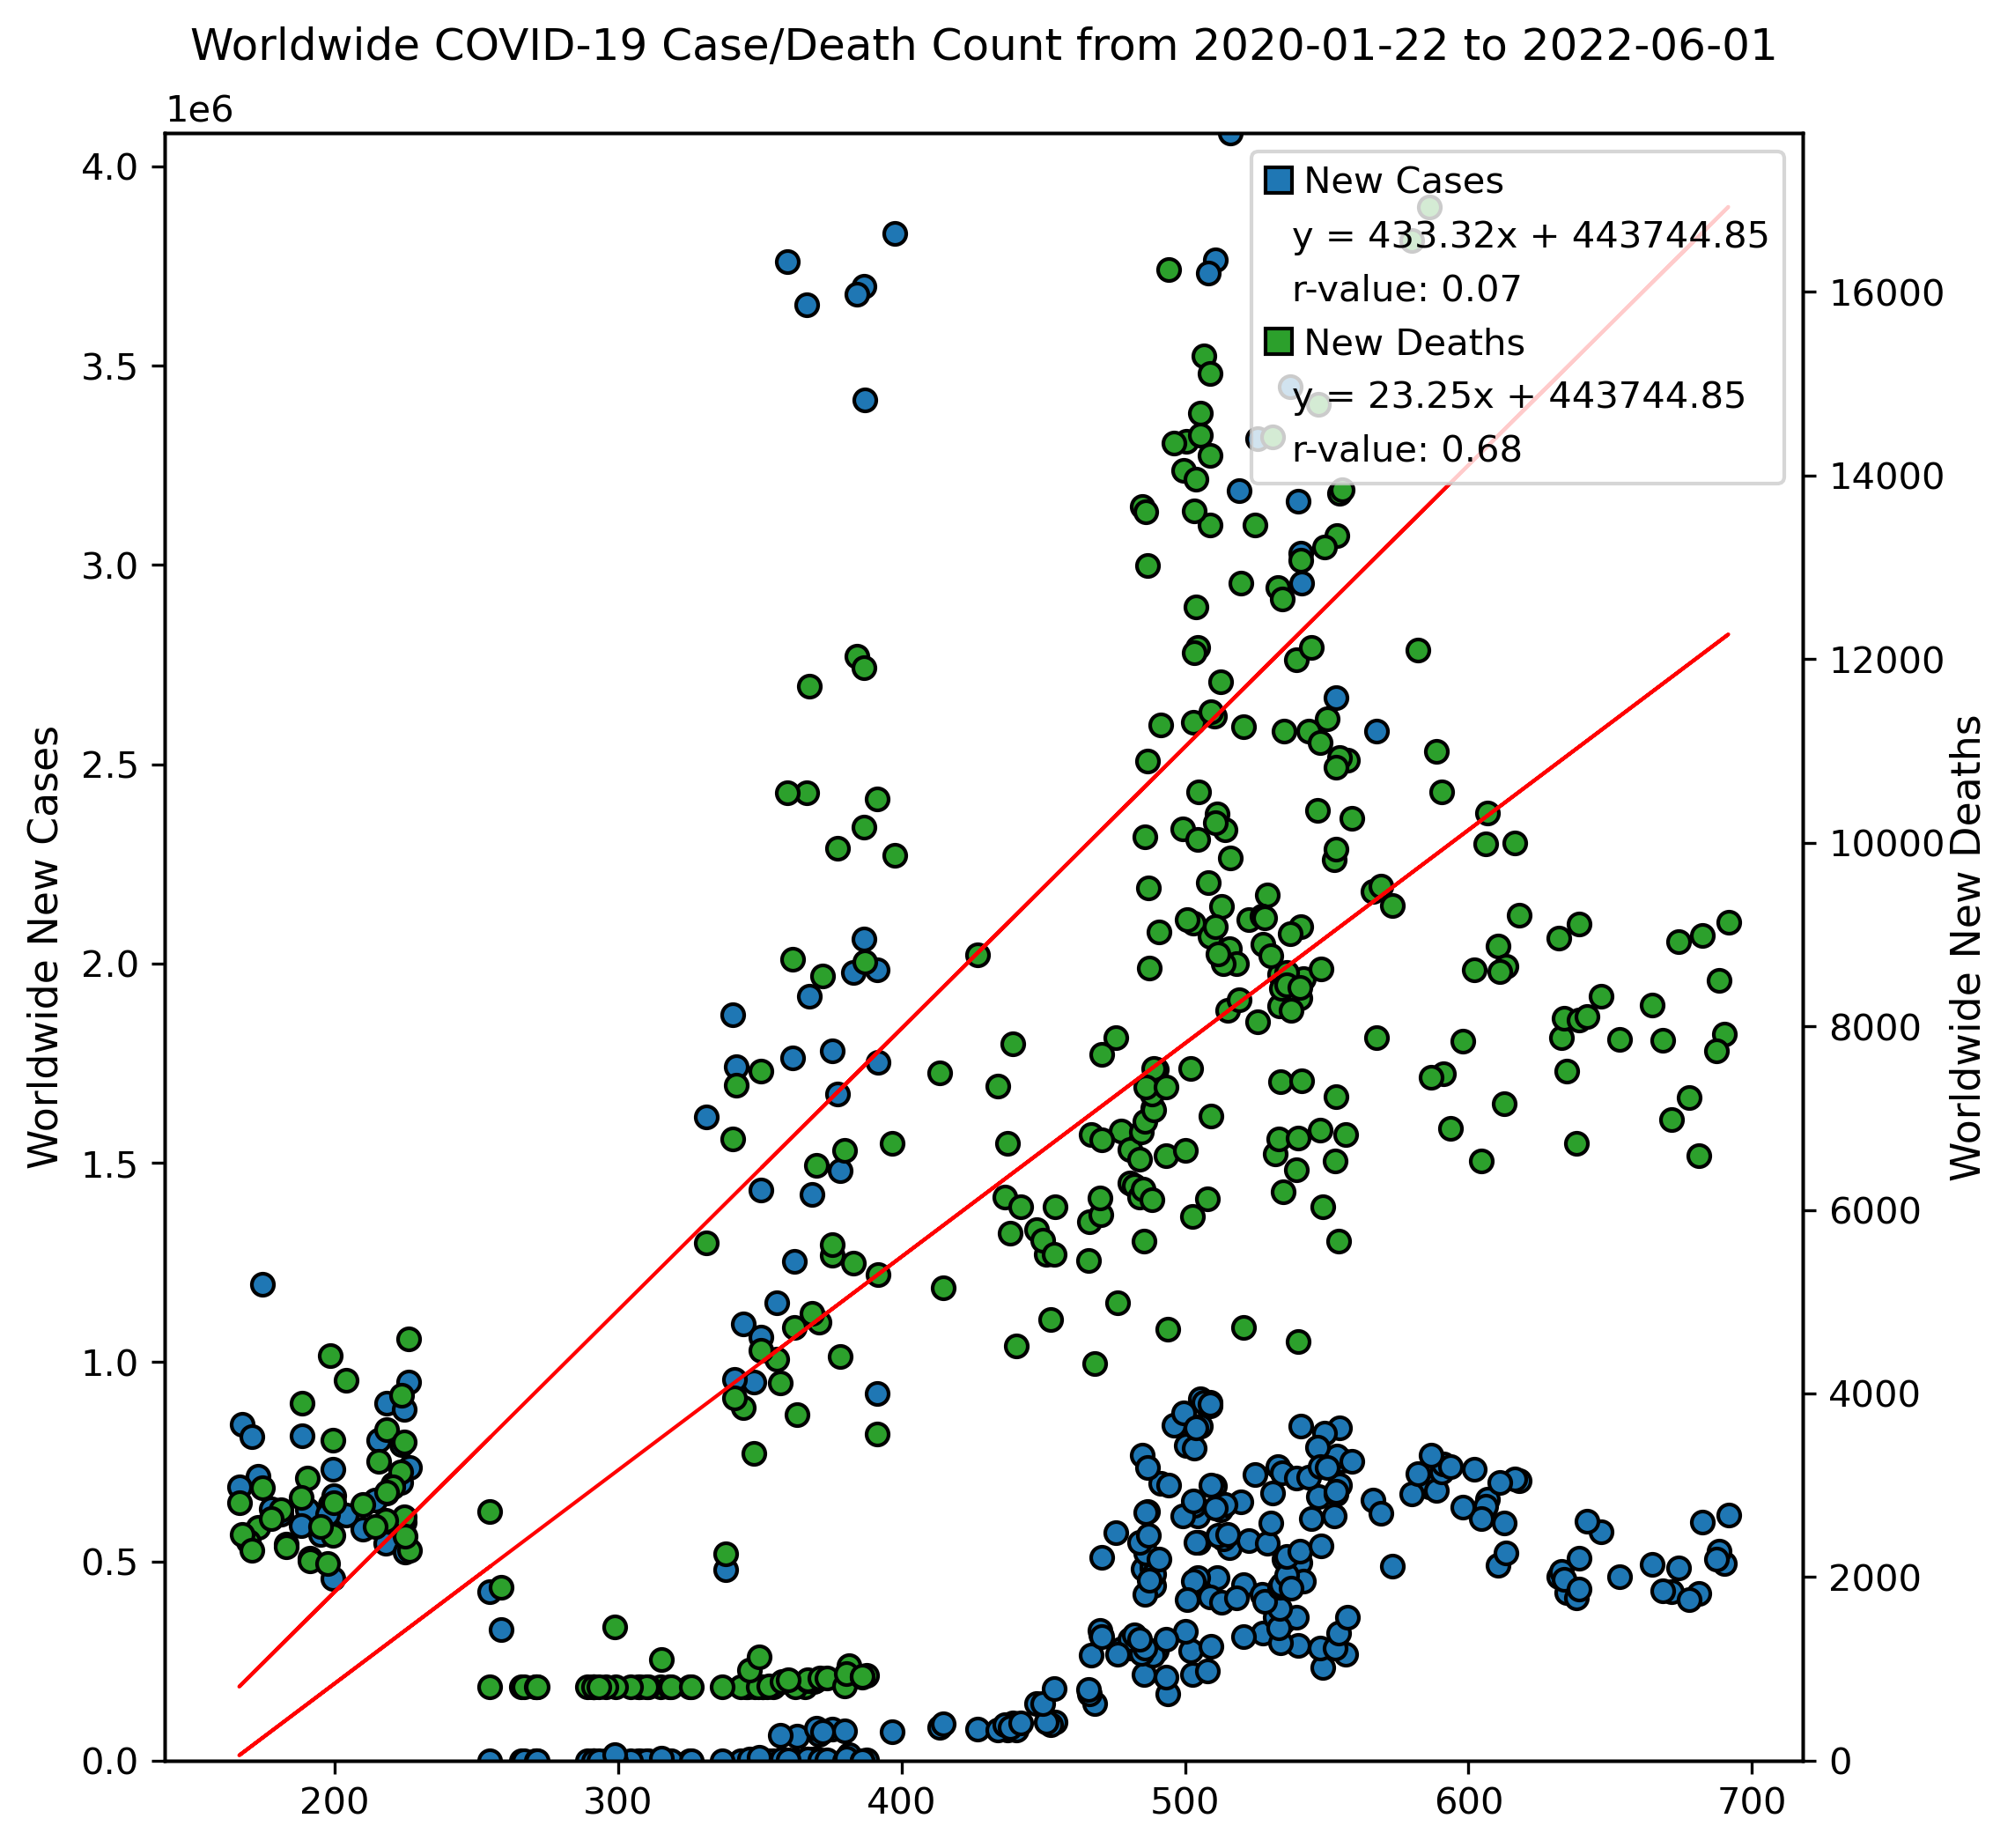 Worldwide COVID-19 Case/Death Count from 2020-01-22 to 2022-06-01
1e6
4.0
3.5
3.0
2.5
2.0
1.5
1.0
0.5
0.0
Worldwide New Cases
New Cases
y = 433.32x + 443744.85
r-value: 0.07
New Deaths
y = 23.25x + 443744.85
r-value: 0.68
16000
14000
12000
10000
8000
6000
4000
2000
0
Worldwide New Deaths
200 300 400 500 600 700